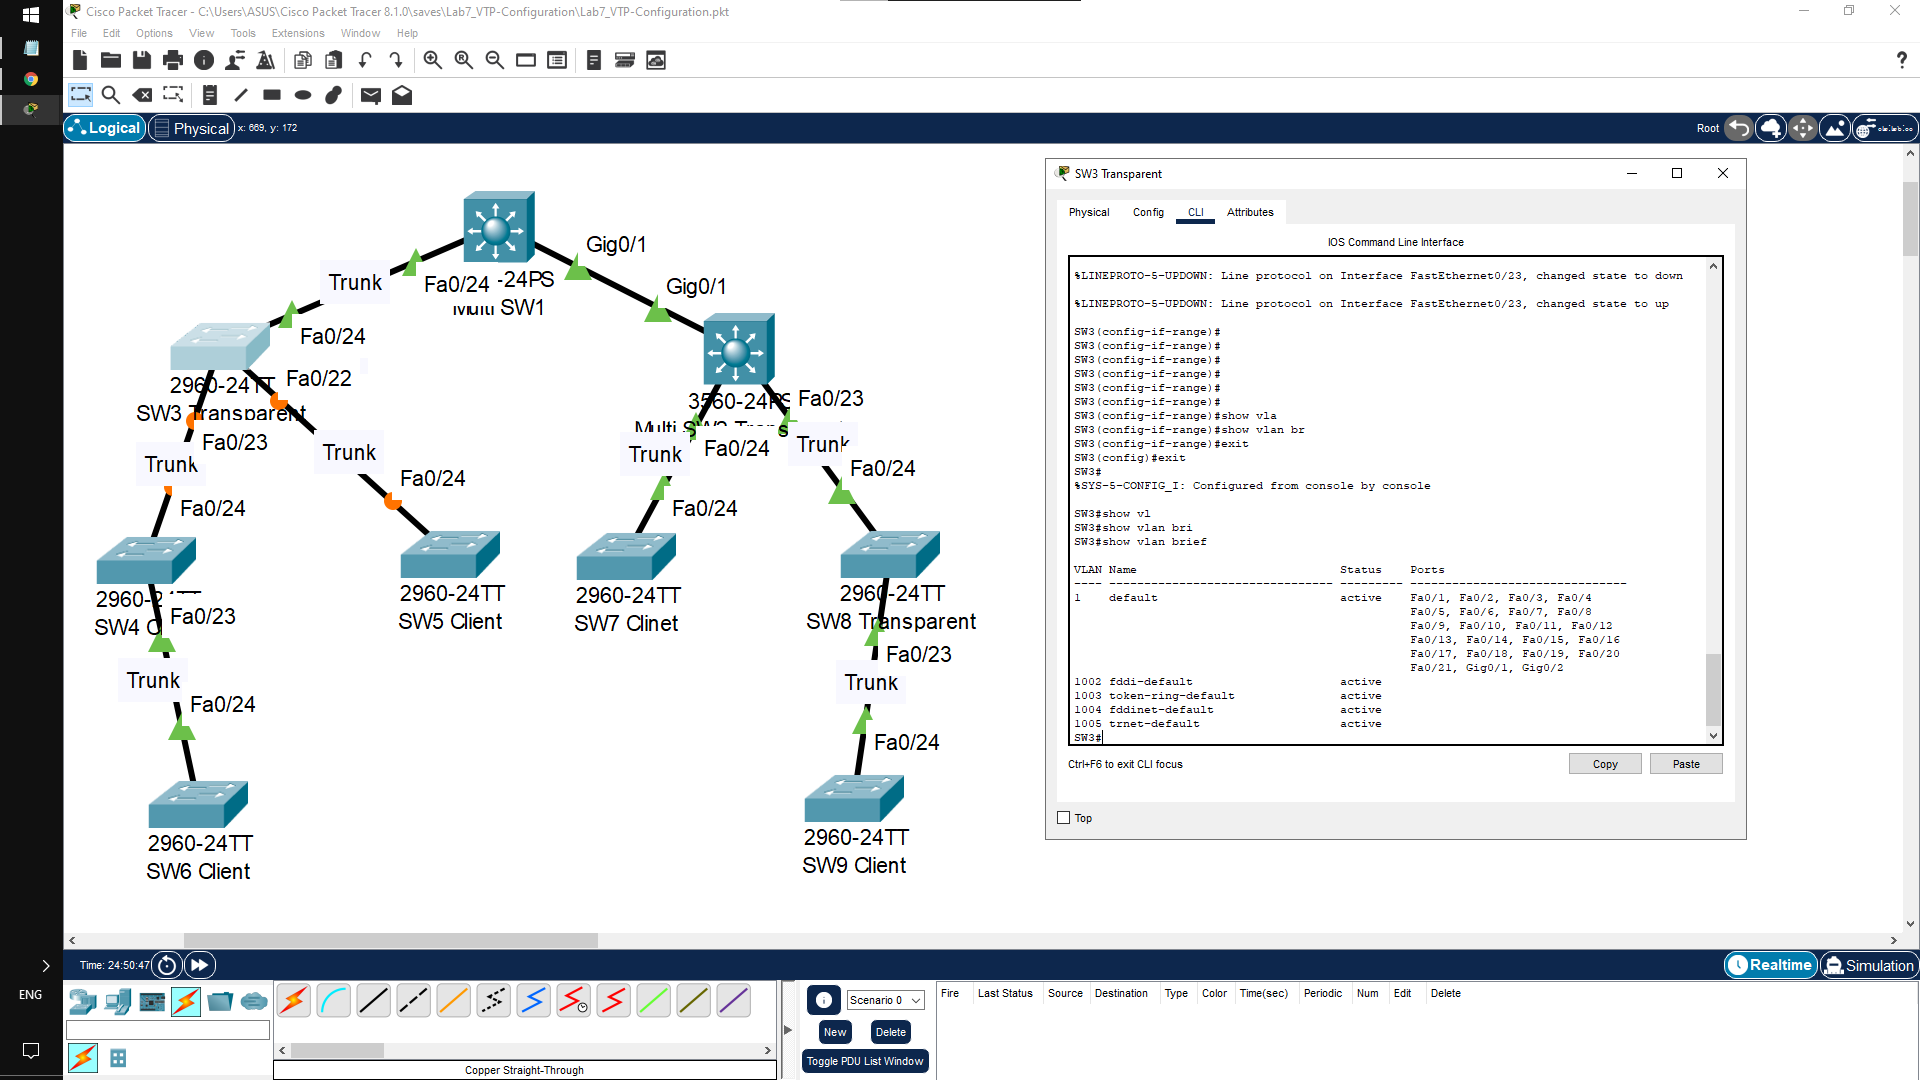 Cisco Packet Tracer - C:\Users\ASUS\Cisco Packet Tracer 8.1.0\saves\Lab7_VTP-Configuration\Lab7_VTP-Configuration.pkt
File Edit Options View Tools Extensions Window Help
Logical Physical x: 669, y: 172
Root
Gig0/1
Gig0/1
Trunk
Fa0/24
-24PS
SW1
Fa0/24
2960-24TT
SW3 Transparent
Fa0/22
Fa0/23
Trunk
Trunk
Fa0/24
Fa0/24
3560-24PS
Fa0/23
Trunk
Fa0/24
Trunk
Fa0/24
Fa0/24
SW4
Fa0/23
2960-24TT
SW5 Client
2960-24TT
SW7 Clinet
2960-24TT
SW8 Transparent
Fa0/23
Trunk
Trunk
Fa0/24
Fa0/24
2960-24TT
SW6 Client
2960-24TT
SW9 Client
SW3 Transparent
Physical Config CLI Attributes
IOS Command Line Interface
%LINEPROTO-5-UPDOWN: Line protocol on Interface FastEthernet0/23, changed state to down
%LINEPROTO-5-UPDOWN: Line protocol on Interface FastEthernet0/23, changed state to up
SW3(config-if-range)#
SW3(config-if-range)#
SW3(config-if-range)#
SW3(config-if-range)#
SW3(config-if-range)#
SW3(config-if-range)#
SW3(config-if-range)#show vla
SW3(config-if-range)#show vlan br
SW3(config-if-range)#exit
SW3(config)#exit
SW3#
%SYS-5-CONFIG_I: Configured from console by console
SW3#show vl
SW3#show vlan bri
SW3#show vlan brief
VLAN Name Status Ports
---- -------------------------------- --------- -------------------------------
1 default active Fa0/1, Fa0/2, Fa0/3, Fa0/4
Fa0/5, Fa0/6, Fa0/7, Fa0/8
Fa0/9, Fa0/10, Fa0/11, Fa0/12
Fa0/13, Fa0/14, Fa0/15, Fa0/16
Fa0/17, Fa0/18, Fa0/19, Fa0/20
Fa0/21, Gig0/1, Gig0/2
1002 fddi-default active
1003 token-ring-default active
1004 fddinet-default active
1005 trnet-default active
SW3#
Ctrl+F6 to exit CLI focus
Copy Paste
Top
Time: 24:50:47
Realtime Simulation
ENG
Scenario 0
New Delete
Toggle PDU List Window
Fire Last Status Source Destination Type Color Time(sec) Periodic Num Edit Delete
Copper Straight-Through